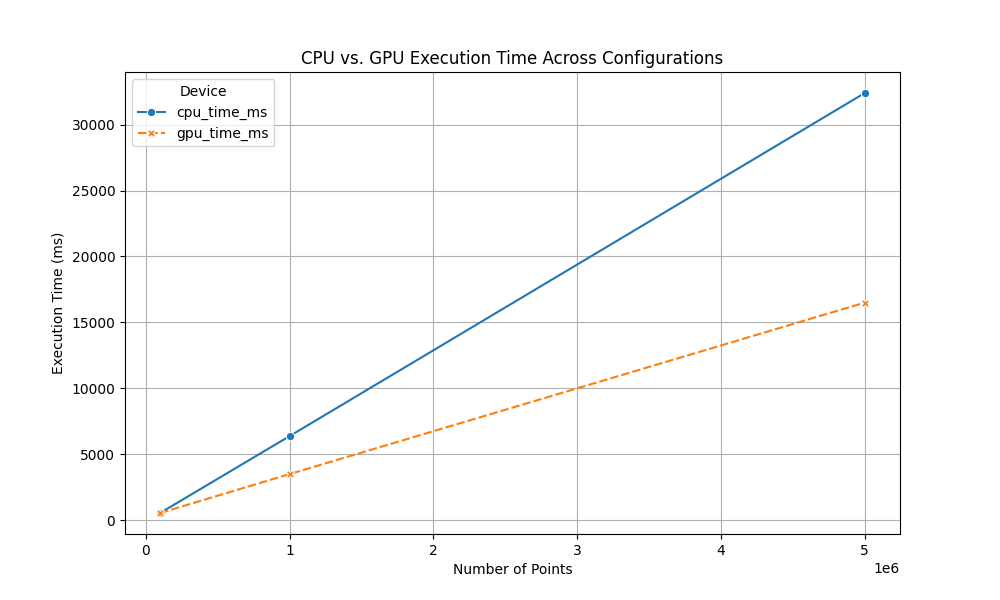 CPU vs. GPU Execution Time Across Configurations
Device
cpu_time_ms
gpu_time_ms
Execution Time (ms)
30000
25000
20000
15000
10000
5000
0
0 1 2 3 4 5
1e6
Number of Points